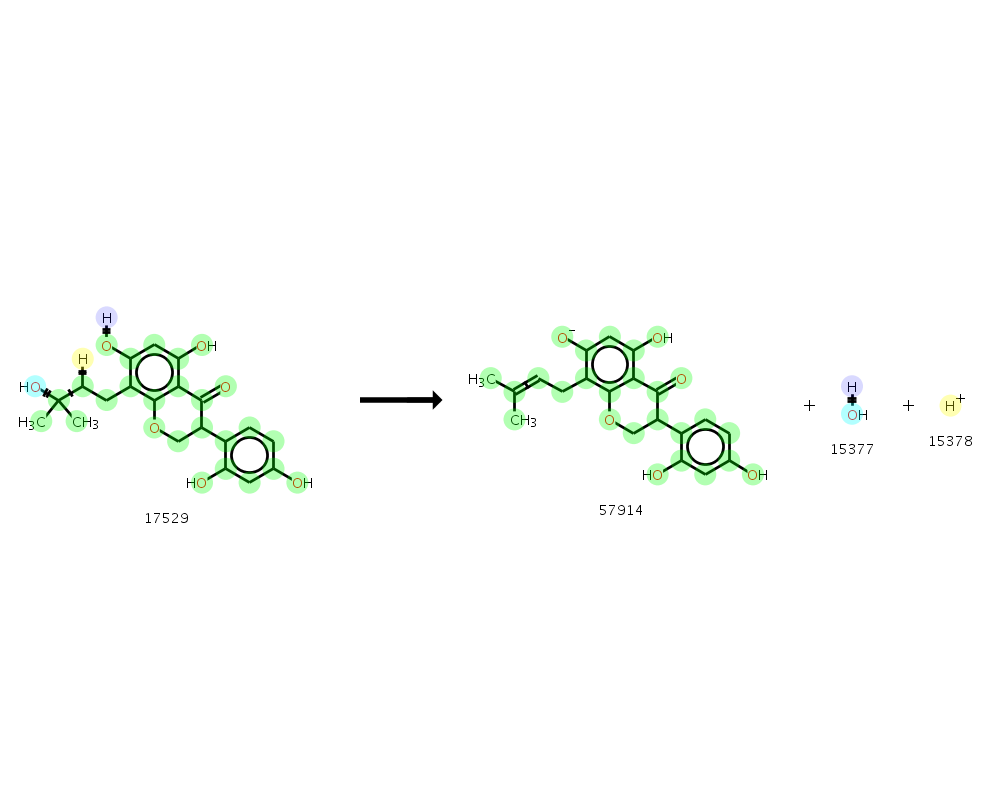 H
O OH
H
HO O
H₃C CH₃
O
HO OH
17529
O⁻ OH
H₃C O
CH₃ O
HO OH
57914
+
H
OH
15377
+
H⁺
15378